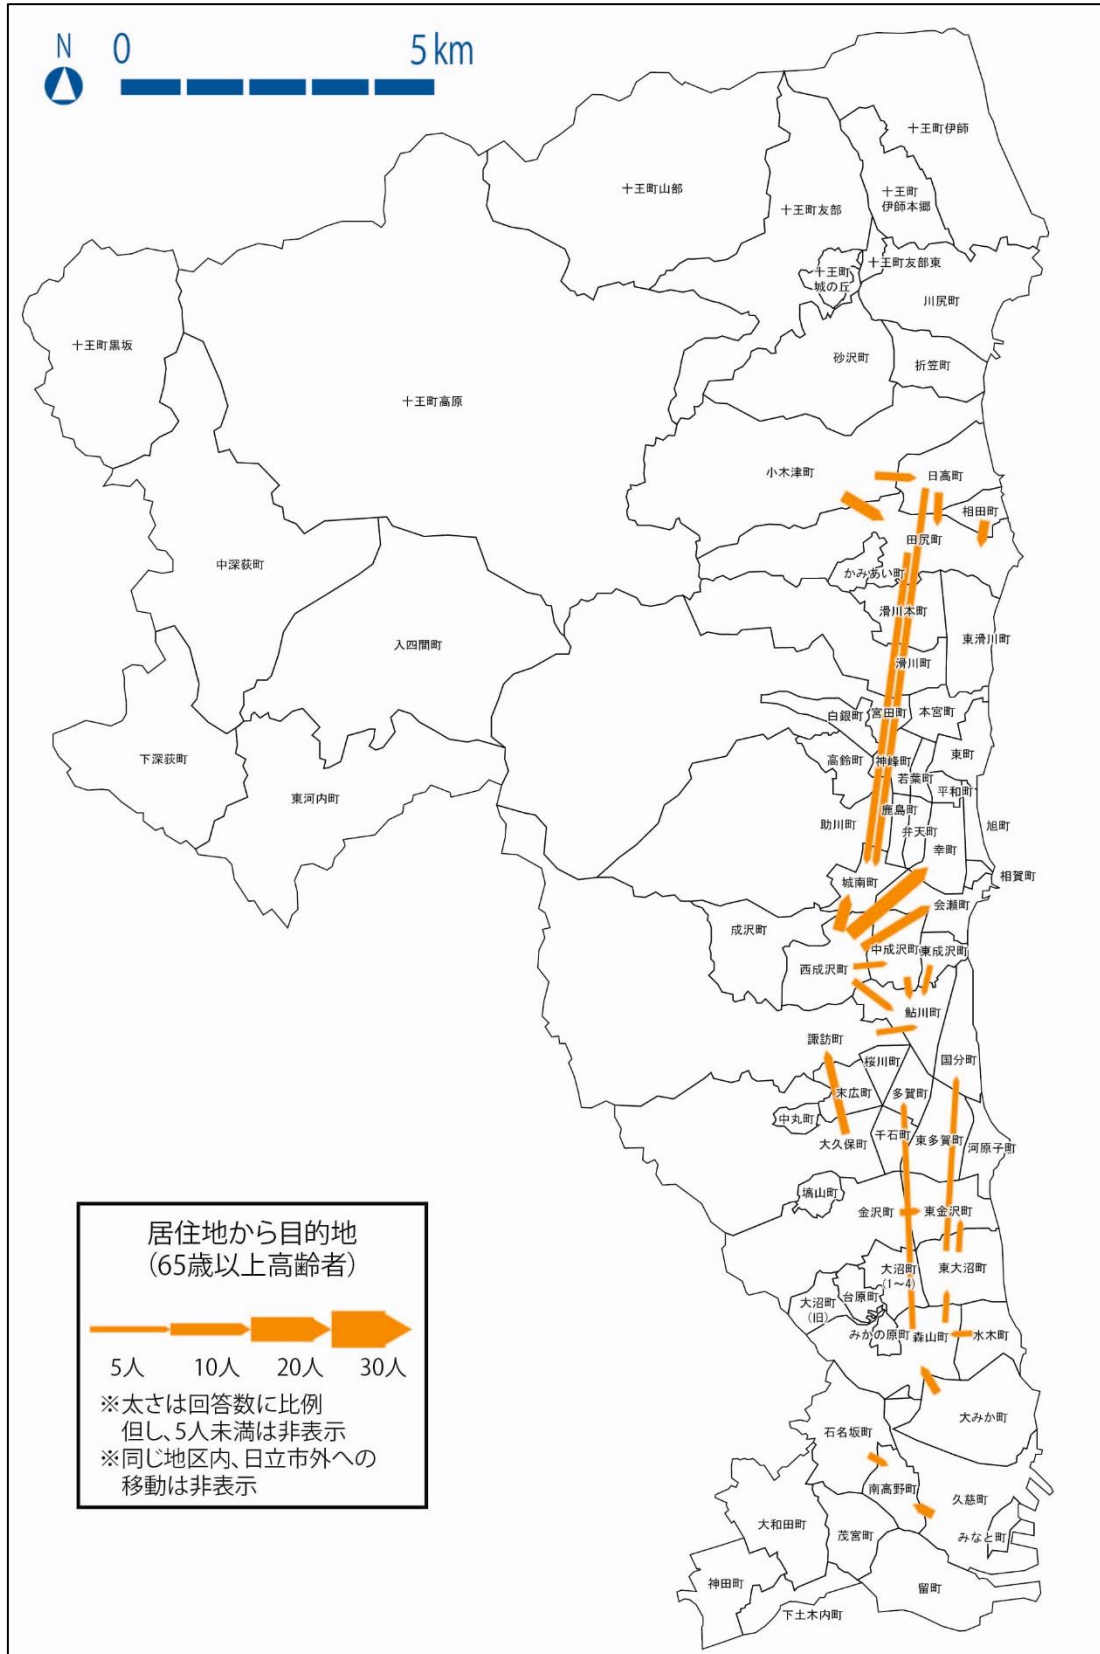 N
0
5km
十王町伊師
十王町山部
十王町
伊師本郷
十王町友部
十王町友部東
十王町
城の丘
川尻町
十王町黒坂
砂沢町
折笠町
十王町高原
小木津町
日高町
相田町
田尻町
中深荻町
かみあい町
滑川本町
東滑川町
入四間町
滑川町
白銀町
宮田町
本宮町
下深荻町
高鈴町
神峰町
東町
若葉町
平和町
東河内町
鹿島町
助川町
弁天町
旭町
幸町
城南町
相賀町
会瀬町
成沢町
中成沢町
東成沢町
西成沢町
鮎川町
諏訪町
桜川町
国分町
末広町
多賀町
中丸町
千石町
東多賀町
大久保町
河原子町
塙山町
金沢町
東金沢町
大沼町
(1～4)
東大沼町
台原町
大沼町
(旧)
みかの原町
森山町
水木町
大みか町
石名坂町
南高野町
久慈町
大和田町
茂宮町
みなと町
神田町
留町
下土木内町
居住地から目的地
(65歳以上高齢者)
5人
10人
20人
30人
※太さは回答数に比例
但し、5人未満は非表示
※同じ地区内、日立市外への
移動は非表示